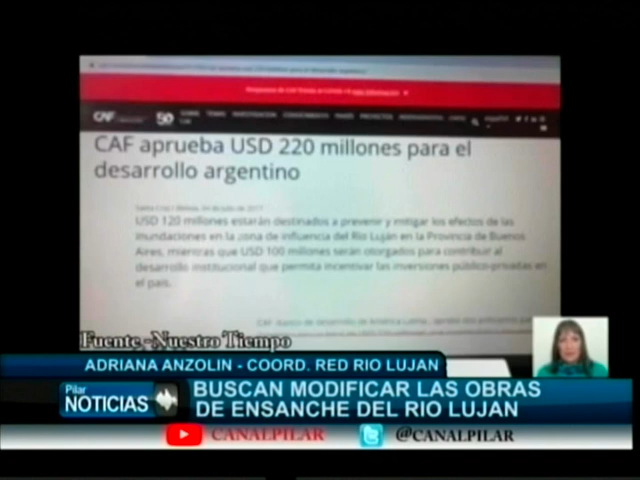 CAF
50
CAF aprueba USD 220 millones para el
desarrollo argentino
USD 120 millones estarán destinados a prevenir y mitigar los efectos de las
inundaciones en la zona de influencia del Río Luján en la Provincia de Buenos
Aires, mientras que USD 100 millones serán otorgados para contribuir al
desarrollo institucional que permita incentivar las inversiones público-privadas en
el país.
Fuente -Nuestro Tiempo
ADRIANA ANZOLIN - COORD. RED RIO LUJAN
Pilar
NOTICIAS
BUSCAN MODIFICAR LAS OBRAS
DE ENSANCHE DEL RIO LUJAN
CANALPILAR
@CANALPILAR